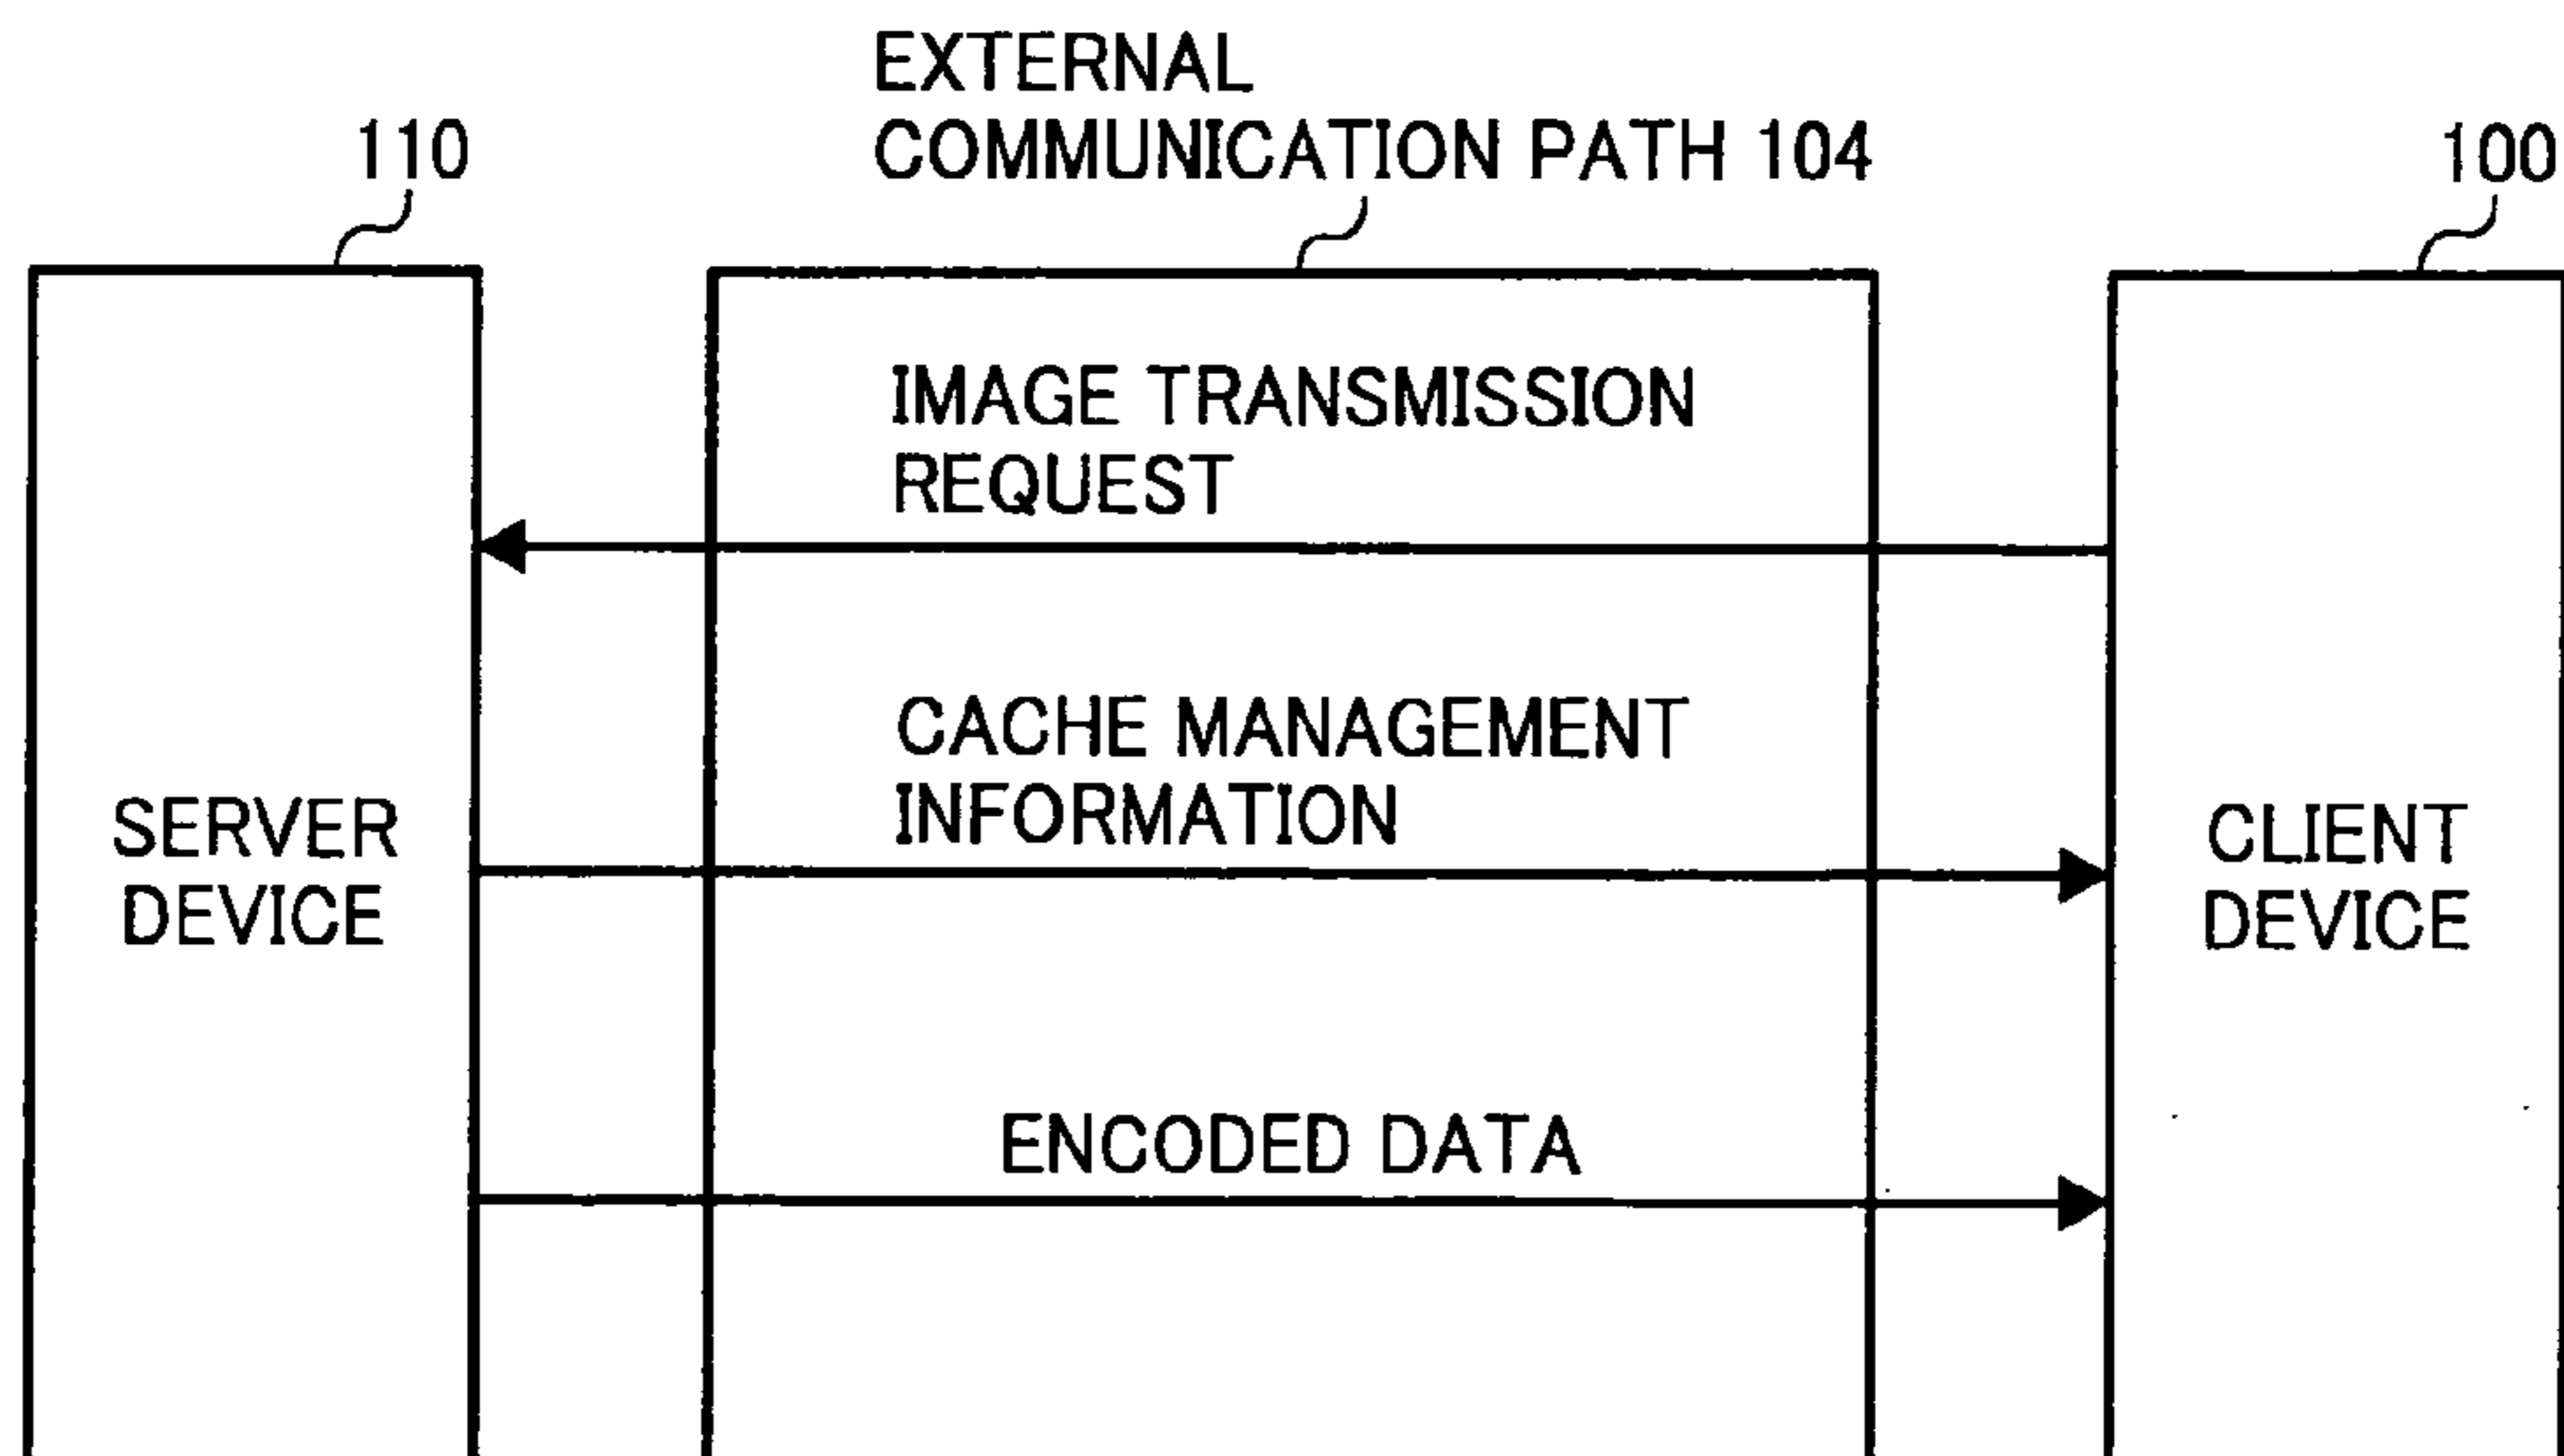 EXTERNAL
COMMUNICATION PATH 104
110
100
IMAGE TRANSMISSION
REQUEST
CACHE MANAGEMENT
INFORMATION
SERVER
DEVICE
CLIENT
DEVICE
ENCODED DATA